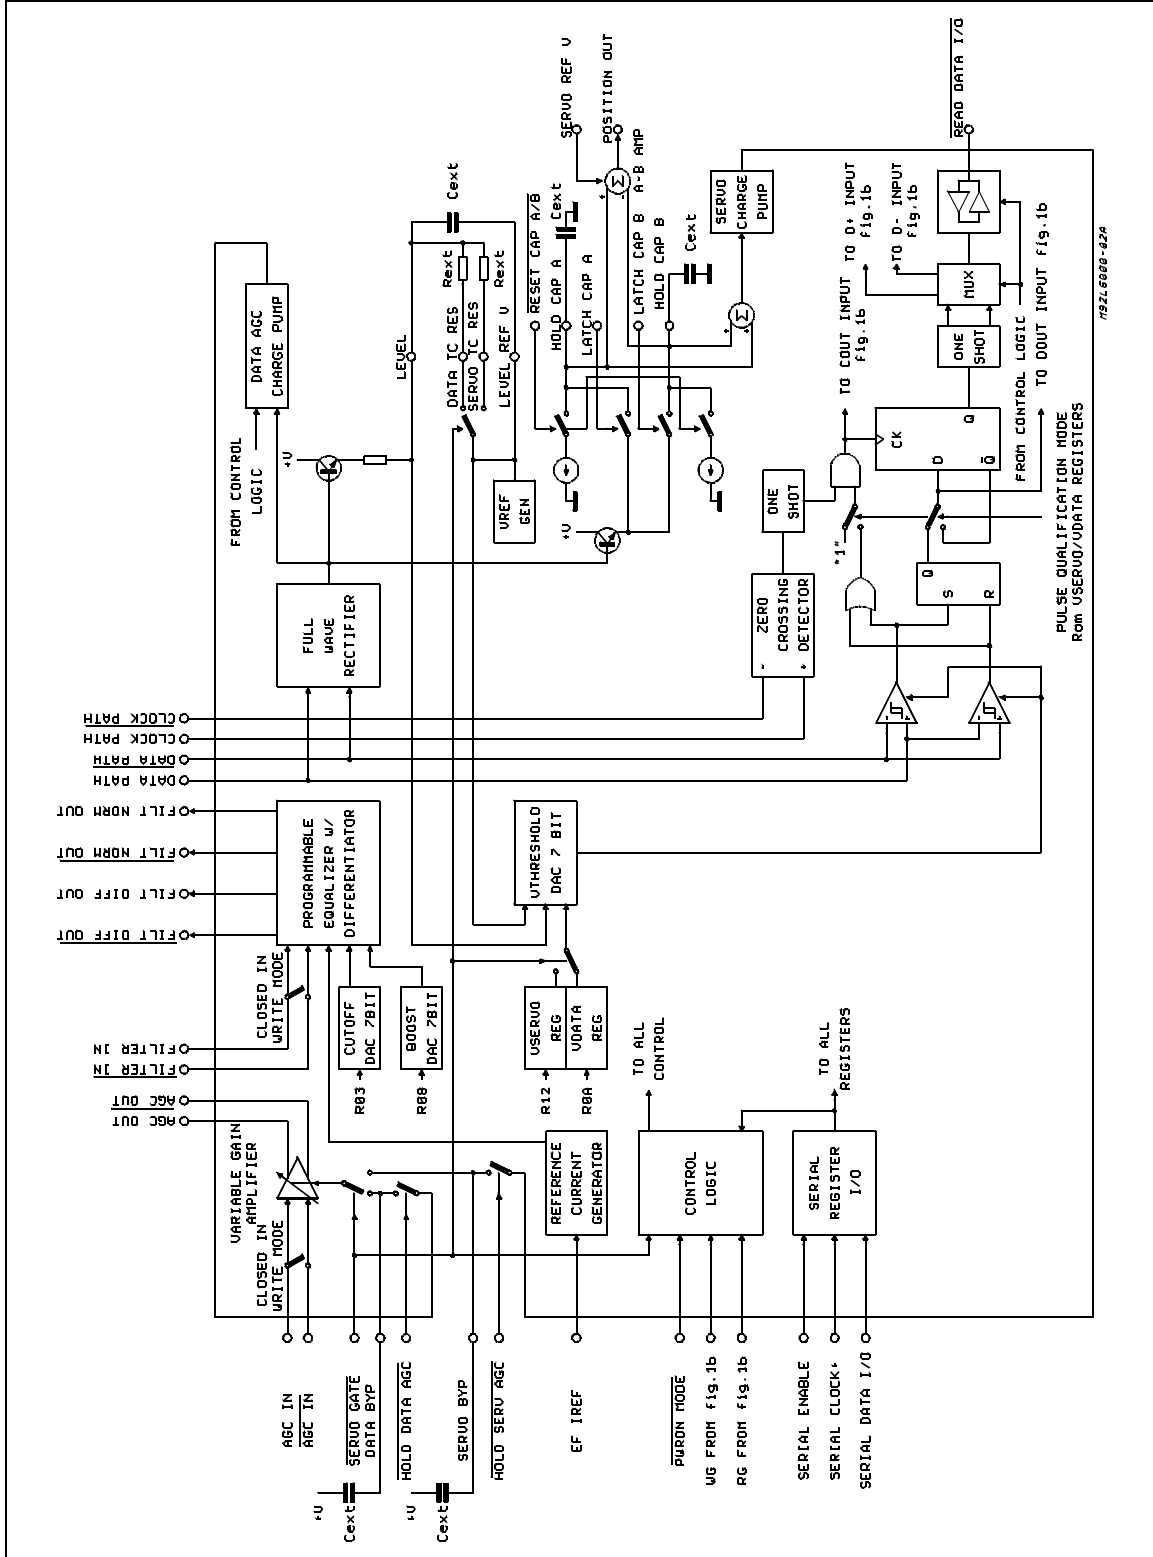 AGC IN
AGC IN
SERVO GATE
DATA BYP
HOLD DATA AGC
SERVO BYP
HOLD SERV AGC
+V
Cext
+V
Cext
EF IREF
PWRDN MODE
WG FROM fig.1b
RG FROM fig.1b
SERIAL ENABLE
SERIAL CLOCK
SERIAL DATA I/O
CLOSED IN
WRITE MODE
VARIABLE GAIN
AMPLIFIER
AGC OUT
AGC OUT
FILTER IN
FILTER IN
CLOSED IN
WRITE MODE
REFERENCE
CURRENT
GENERATOR
CONTROL
LOGIC
SERIAL
REGISTER
I/O
TO ALL
CONTROL
TO ALL
REGISTERS
R03
CUTOFF
DAC 7BIT
R08
BOOST
DAC 7BIT
R12
VSERVO
REG
R0A
VDATA
REG
FILT DIFF OUT
FILT DIFF OUT
FILT NORM OUT
FILT NORM OUT
PROGRAMMABLE
EQUALIZER W/
DIFFERENTIATOR
VTHRESHOLD
DAC 7 BIT
DATA PATH
DATA PATH
CLOCK PATH
CLOCK PATH
FULL
WAVE
RECTIFIER
ZERO
CROSSING
DETECTOR
-
+
ONE
SHOT
FROM CONTROL
LOGIC
DATA AGC
CHARGE PUMP
+V
LEVEL
DATA TC RES
SERVO TC RES
LEVEL REF V
Rext
Rext
Cext
VREF
GEN
+V
RESET CAP A/B
HOLD CAP A
Cext
LATCH CAP A
LATCH CAP B
HOLD CAP B
Cext
SERVO REF V
POSITION OUT
Σ
A-B AMP
Σ
SERVO
CHARGE
PUMP
"1"
Q
S
R
D
CK
Q
Q
TO COUT INPUT
fig.1b
TO D+ INPUT
fig.1b
TO D- INPUT
fig.1b
ONE
SHOT
MUX
READ DATA I/O
FROM CONTROL LOGIC
TO DOUT INPUT fig.1b
PULSE QUALIFICATION MODE
Rom VSERVO/VDATA REGISTERS
M92L6000-02A